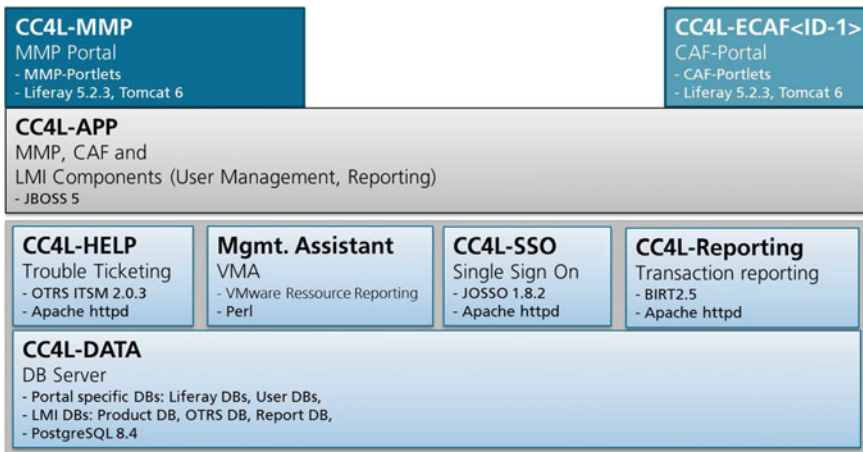 CC4L-MMP
MMP Portal
- MMP-Portlets
- Liferay 5.2.3, Tomcat 6
CC4L-ECAF<ID-1>
CAF-Portal
- CAF-Portlets
- Liferay 5.2.3, Tomcat 6
CC4L-APP
MMP, CAF and
LMI Components (User Management, Reporting)
- JBOSS 5
CC4L-HELP
Trouble Ticketing
- OTRS ITSM 2.0.3
- Apache httpd
Mgmt. Assistant
VMA
- VMware Ressource Reporting
- Perl
CC4L-SSO
Single Sign On
- JOSSO 1.8.2
- Apache httpd
CC4L-Reporting
Transaction reporting
- BIRT2.5
- Apache httpd
CC4L-DATA
DB Server
- Portal specific DBs: Liferay DBs, User DBs,
- LMI DBs: Product DB, OTRS DB, Report DB,
- PostgreSQL 8.4